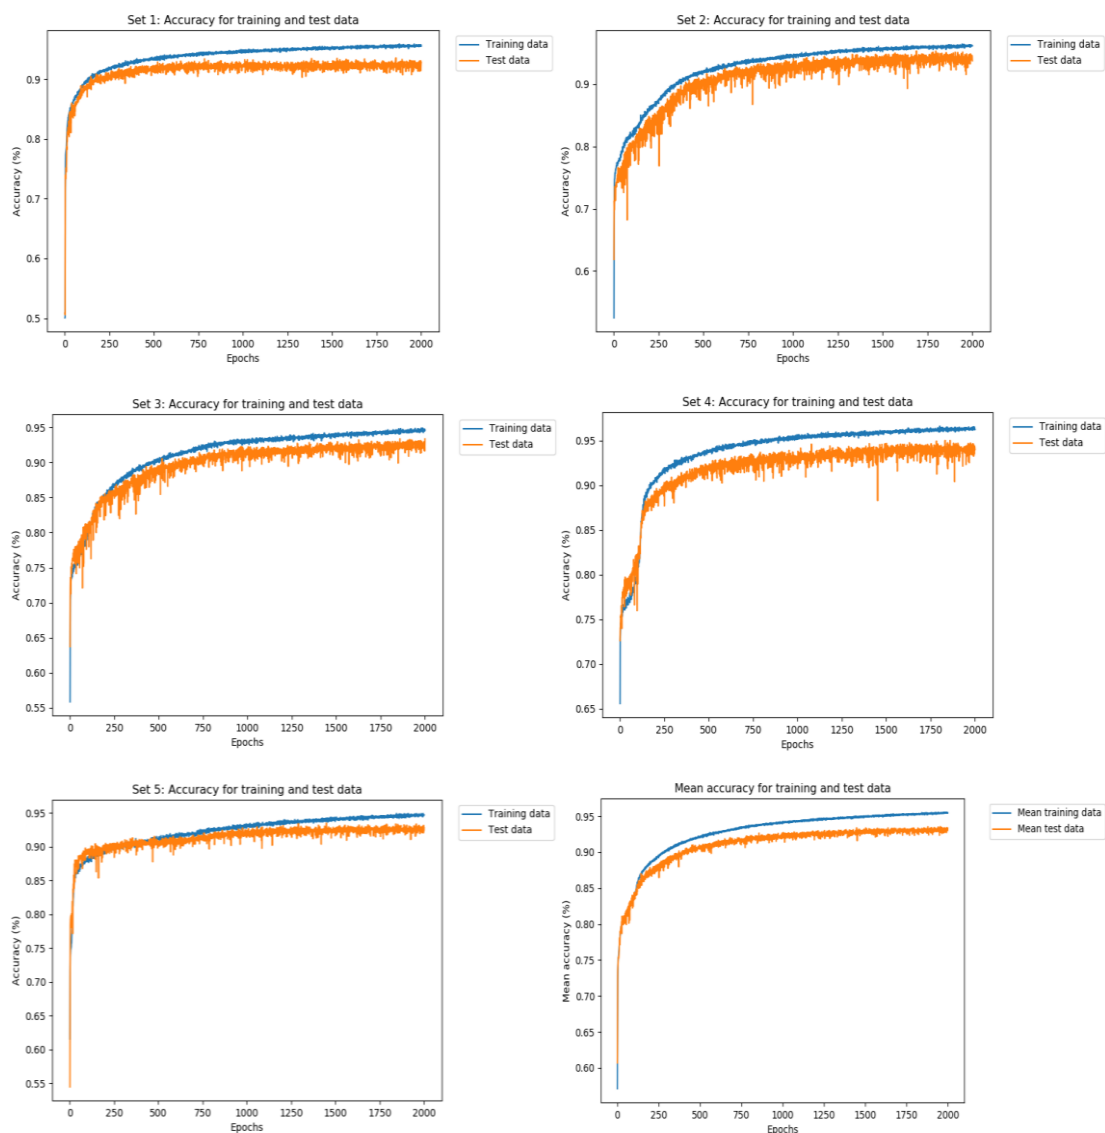 Set 1: Accuracy for training and test data
Training data
Test data
0.9
0.8
0.7
0.6
0.5
Accuracy (%)
0 250 500 750 1000 1250 1500 1750 2000
Epochs
Set 2: Accuracy for training and test data
Training data
Test data
0.9
0.8
0.7
0.6
Accuracy (%)
0 250 500 750 1000 1250 1500 1750 2000
Epochs
Set 3: Accuracy for training and test data
Training data
Test data
0.95
0.90
0.85
0.80
0.75
0.70
0.65
0.60
0.55
Accuracy (%)
0 250 500 750 1000 1250 1500 1750 2000
Epochs
Set 4: Accuracy for training and test data
Training data
Test data
0.95
0.90
0.85
0.80
0.75
0.70
0.65
Accuracy (%)
0 250 500 750 1000 1250 1500 1750 2000
Epochs
Set 5: Accuracy for training and test data
Training data
Test data
0.95
0.90
0.85
0.80
0.75
0.70
0.65
0.60
0.55
Accuracy (%)
0 250 500 750 1000 1250 1500 1750 2000
Epochs
Mean accuracy for training and test data
Mean training data
Mean test data
0.95
0.90
0.85
0.80
0.75
0.70
0.65
0.60
Mean accuracy (%)
0 250 500 750 1000 1250 1500 1750 2000
Epochs